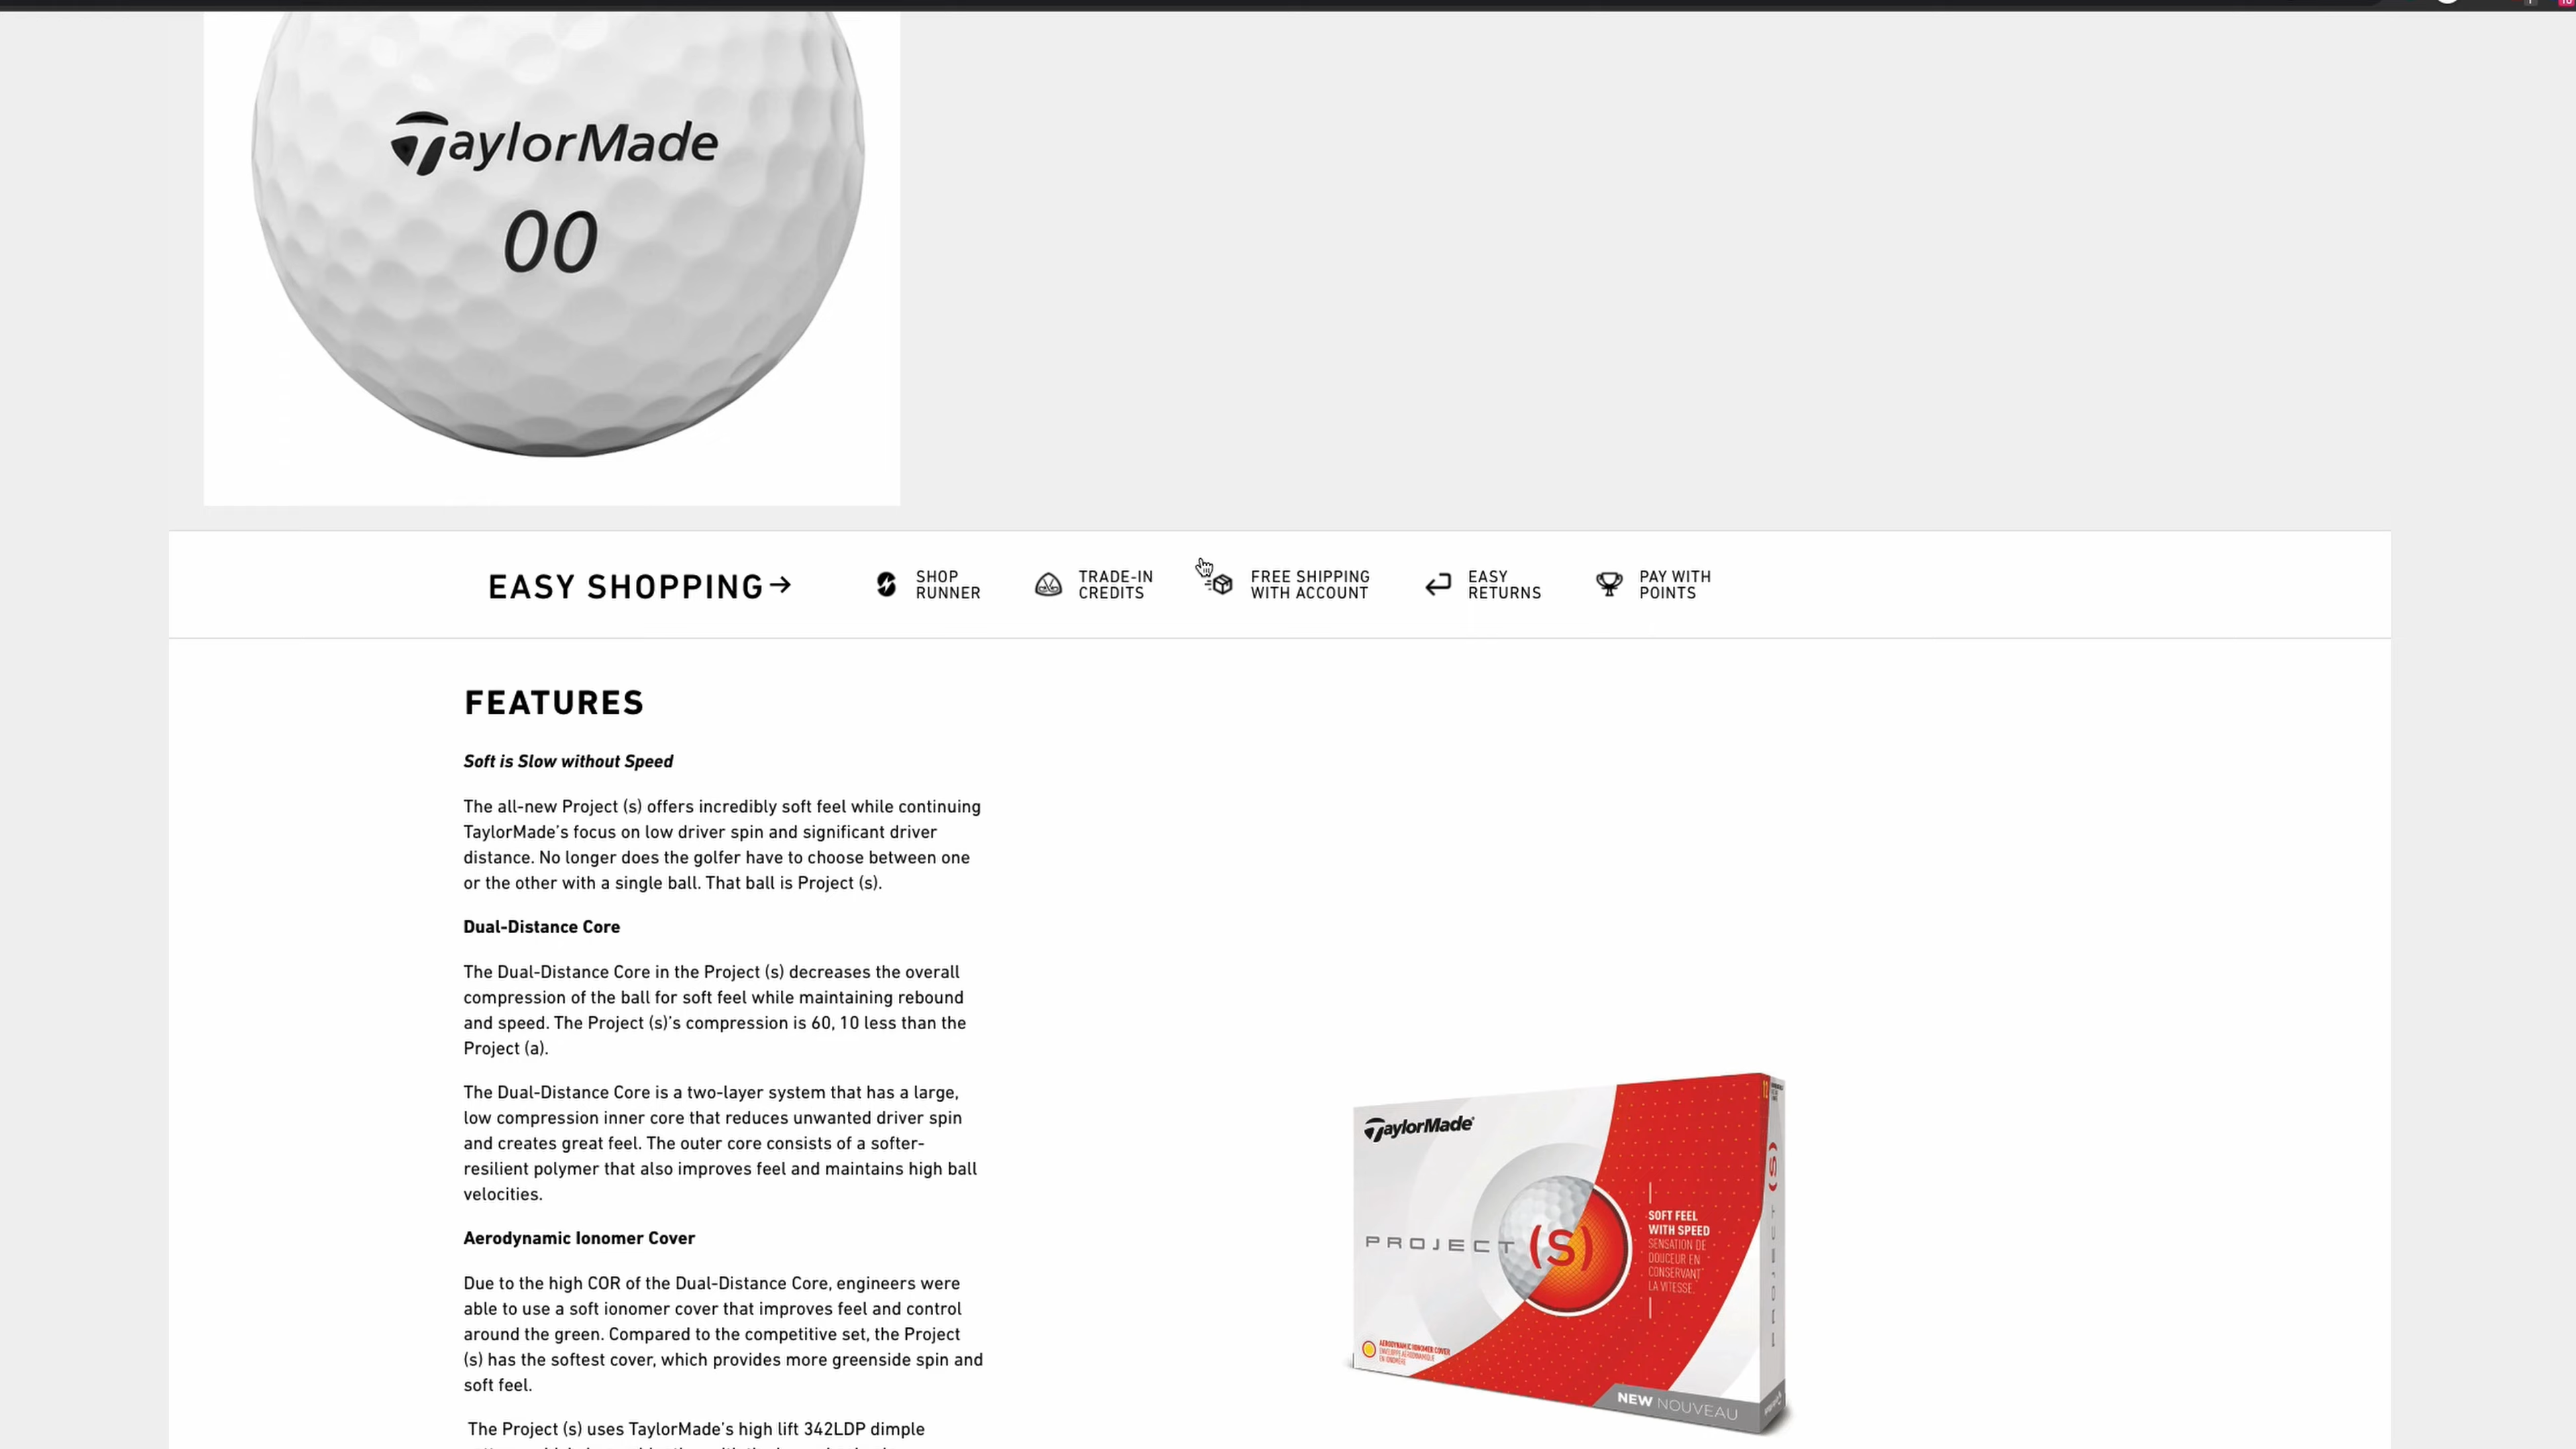 TaylorMade
00
EASY SHOPPING
SHOP
RUNNER
TRADE-IN
CREDITS
FREE SHIPPING
WITH ACCOUNT
EASY
RETURNS
PAY WITH
POINTS
FEATURES
Soft is Slow without Speed
The all-new Project (s) offers incredibly soft feel while continuing
TaylorMade's focus on low driver spin and significant driver
distance. No longer does the golfer have to choose between one
or the other with a single ball. That ball is Project (s).
Dual-Distance Core
The Dual-Distance Core in the Project (s) decreases the overall
compression of the ball for soft feel while maintaining rebound
and speed. The Project (s)'s compression is 60, 10 less than the
Project (a).
The Dual-Distance Core is a two-layer system that has a large,
low compression inner core that reduces unwanted driver spin
and creates great feel. The outer core consists of a softer-
resilient polymer that also improves feel and maintains high ball
velocities.
Aerodynamic Ionomer Cover
Due to the high COR of the Dual-Distance Core, engineers were
able to use a soft ionomer cover that improves feel and control
around the green. Compared to the competitive set, the Project
(s) has the softest cover, which provides more greenside spin and
soft feel.
The Project (s) uses TaylorMade's high lift 342LDP dimple
TaylorMade
PROJECT (s)
SOFT FEEL
WITH SPEED
SENSATION DE
DOUCEUR EN
CONSERVANT
LA VITESSE.
AERODYNAMIC IONOMER COVER
ENVELOPPE AÉRODYNAMIQUE
EN IONOMÈRE
NEW NOUVEAU
(s)